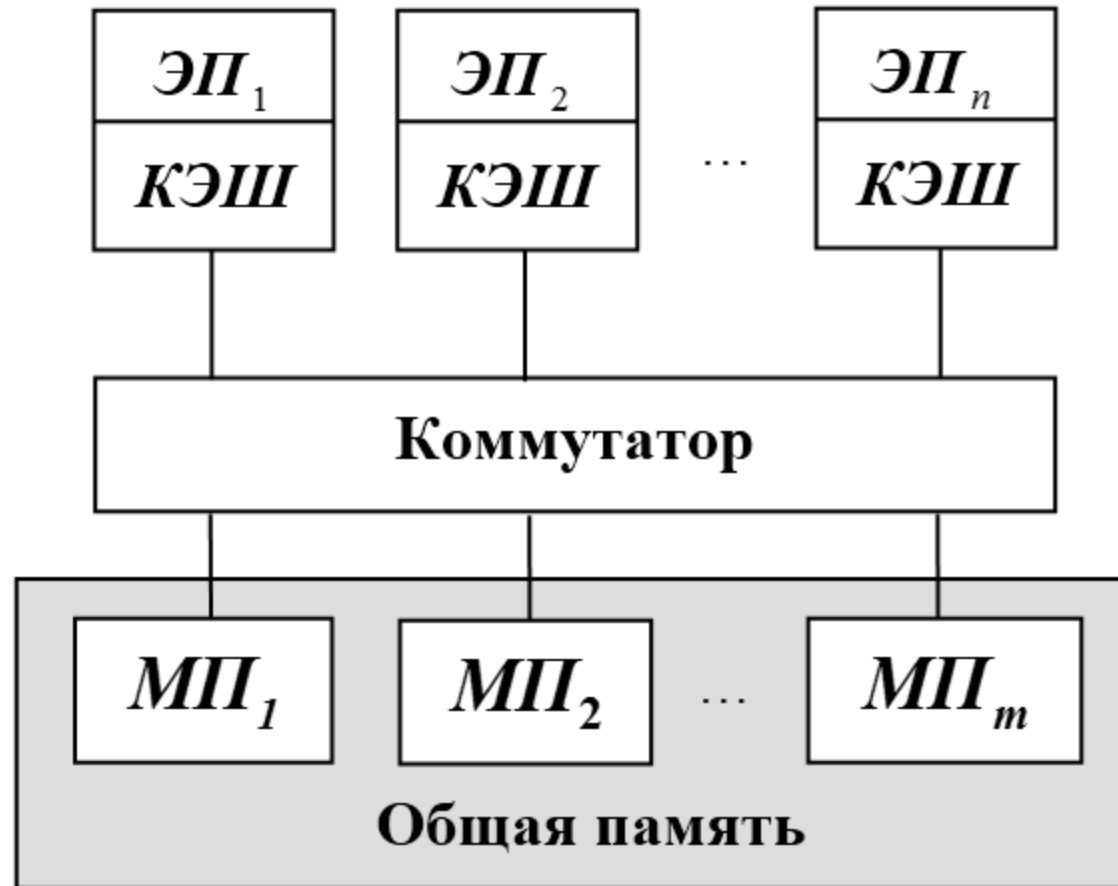 ЭП₁ ЭП₂ ЭПₙ
КЭШ КЭШ ... КЭШ
Коммутатор
МП₁ МП₂ ... МПₘ
Общая память